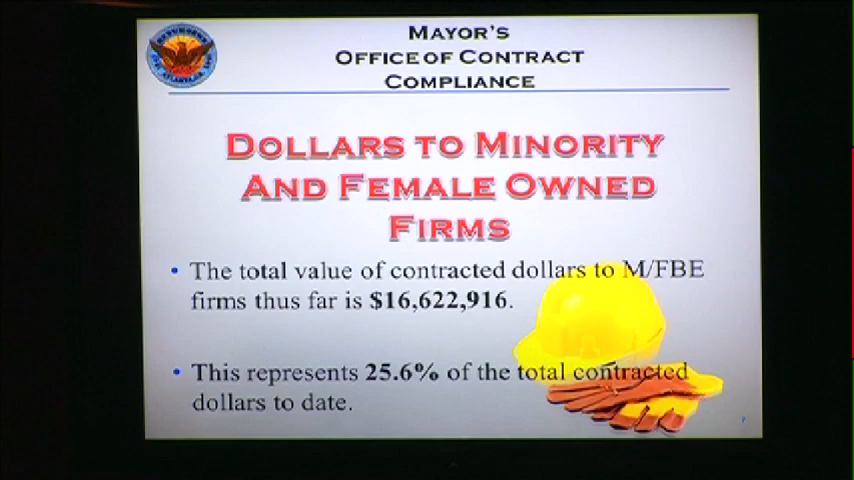 MAYOR'S
OFFICE OF CONTRACT
COMPLIANCE
DOLLARS TO MINORITY
AND FEMALE OWNED
FIRMS
• The total value of contracted dollars to M/FBE
firms thus far is $16,622,916.
• This represents 25.6% of the total contracted
dollars to date.